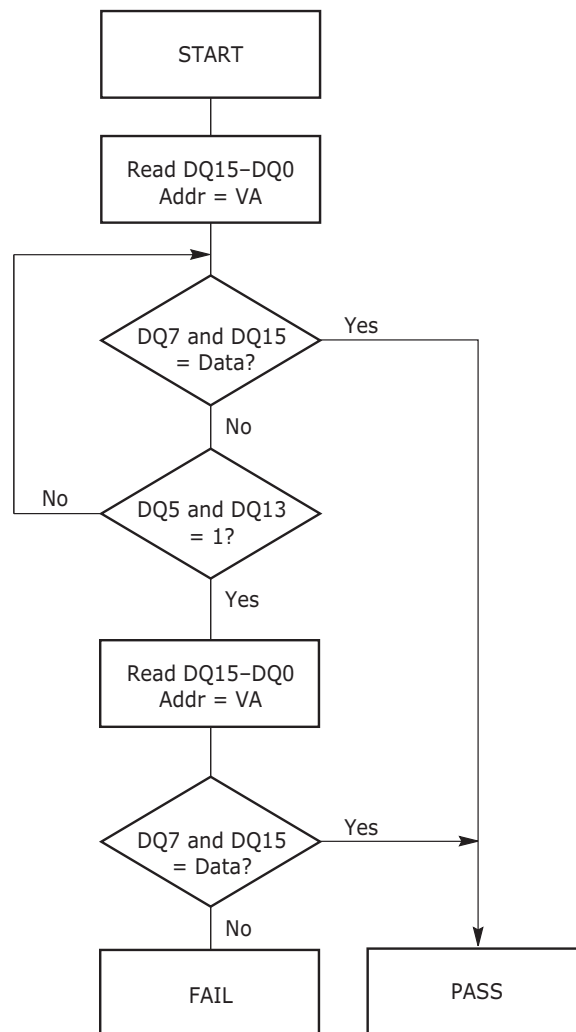 START
Read DQ15–DQ0
Addr = VA
DQ7 and DQ15
= Data?
Yes
No
No
DQ5 and DQ13
= 1?
Yes
Read DQ15–DQ0
Addr = VA
DQ7 and DQ15
= Data?
Yes
No
FAIL
PASS